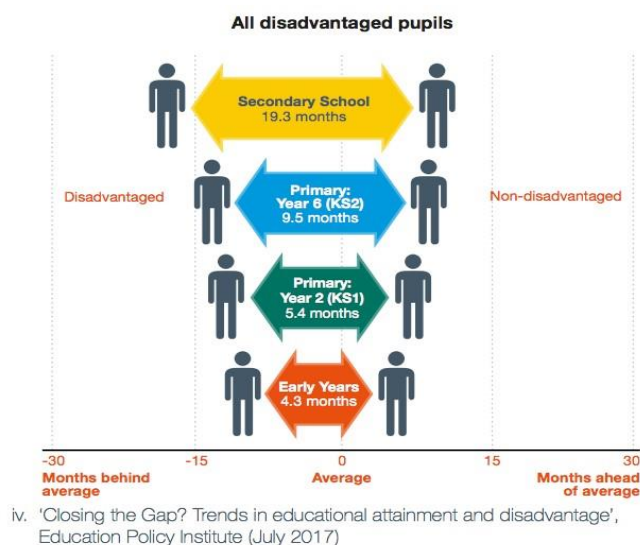 All disadvantaged pupils
Secondary School
19.3 months
Disadvantaged
Primary:
Year 6 (KS2)
9.5 months
Non-disadvantaged
Primary:
Year 2 (KS1)
5.4 months
Early Years
4.3 months
-30
-15
0
15
30
Months behind
average
Average
Months ahead
of average
iv. 'Closing the Gap? Trends in educational attainment and disadvantage',
Education Policy Institute (July 2017)